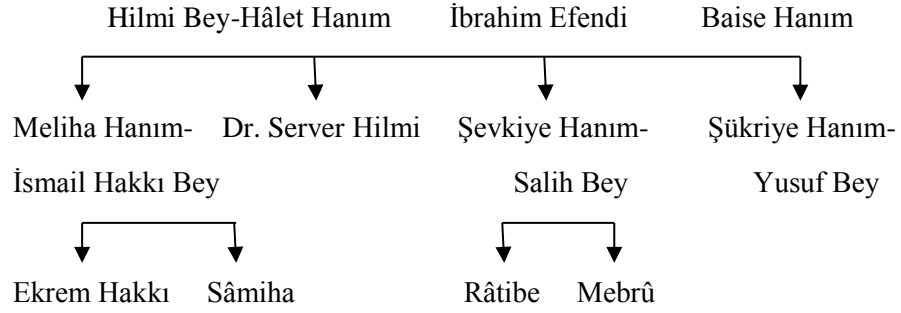 Hilmi Bey-Hâlet Hanım İbrahim Efendi Baise Hanım
Meliha Hanım- Dr. Server Hilmi Şevkiye Hanım- Şükriye Hanım-
İsmail Hakkı Bey Salih Bey Yusuf Bey
Ekrem Hakkı Sâmiha Râtibe Mebrû